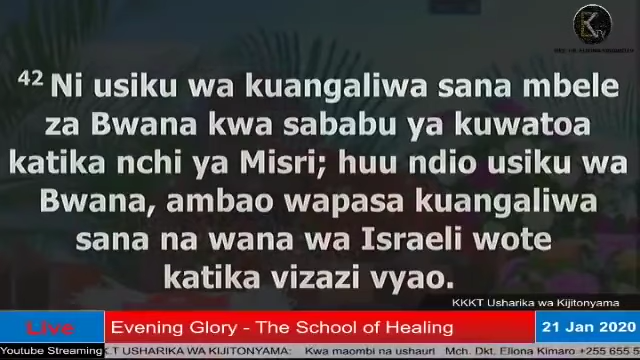 42 Ni usiku wa kuangaliwa sana mbele
za Bwana kwa sababu ya kuwatoa
katika nchi ya Misri; huu ndio usiku wa
Bwana, ambao wapasa kuangaliwa
sana na wana wa Israeli wote
katika vizazi vyao.
KKKT Usharika wa Kijitonyama
Live
Evening Glory - The School of Healing
21 Jan 2020
Youtube Streaming
K.T USHARIKA WA KIJITONYAMA: Kwa maombi na ushauri Mch. Dkt. Eliona Kimaro +255 655 5